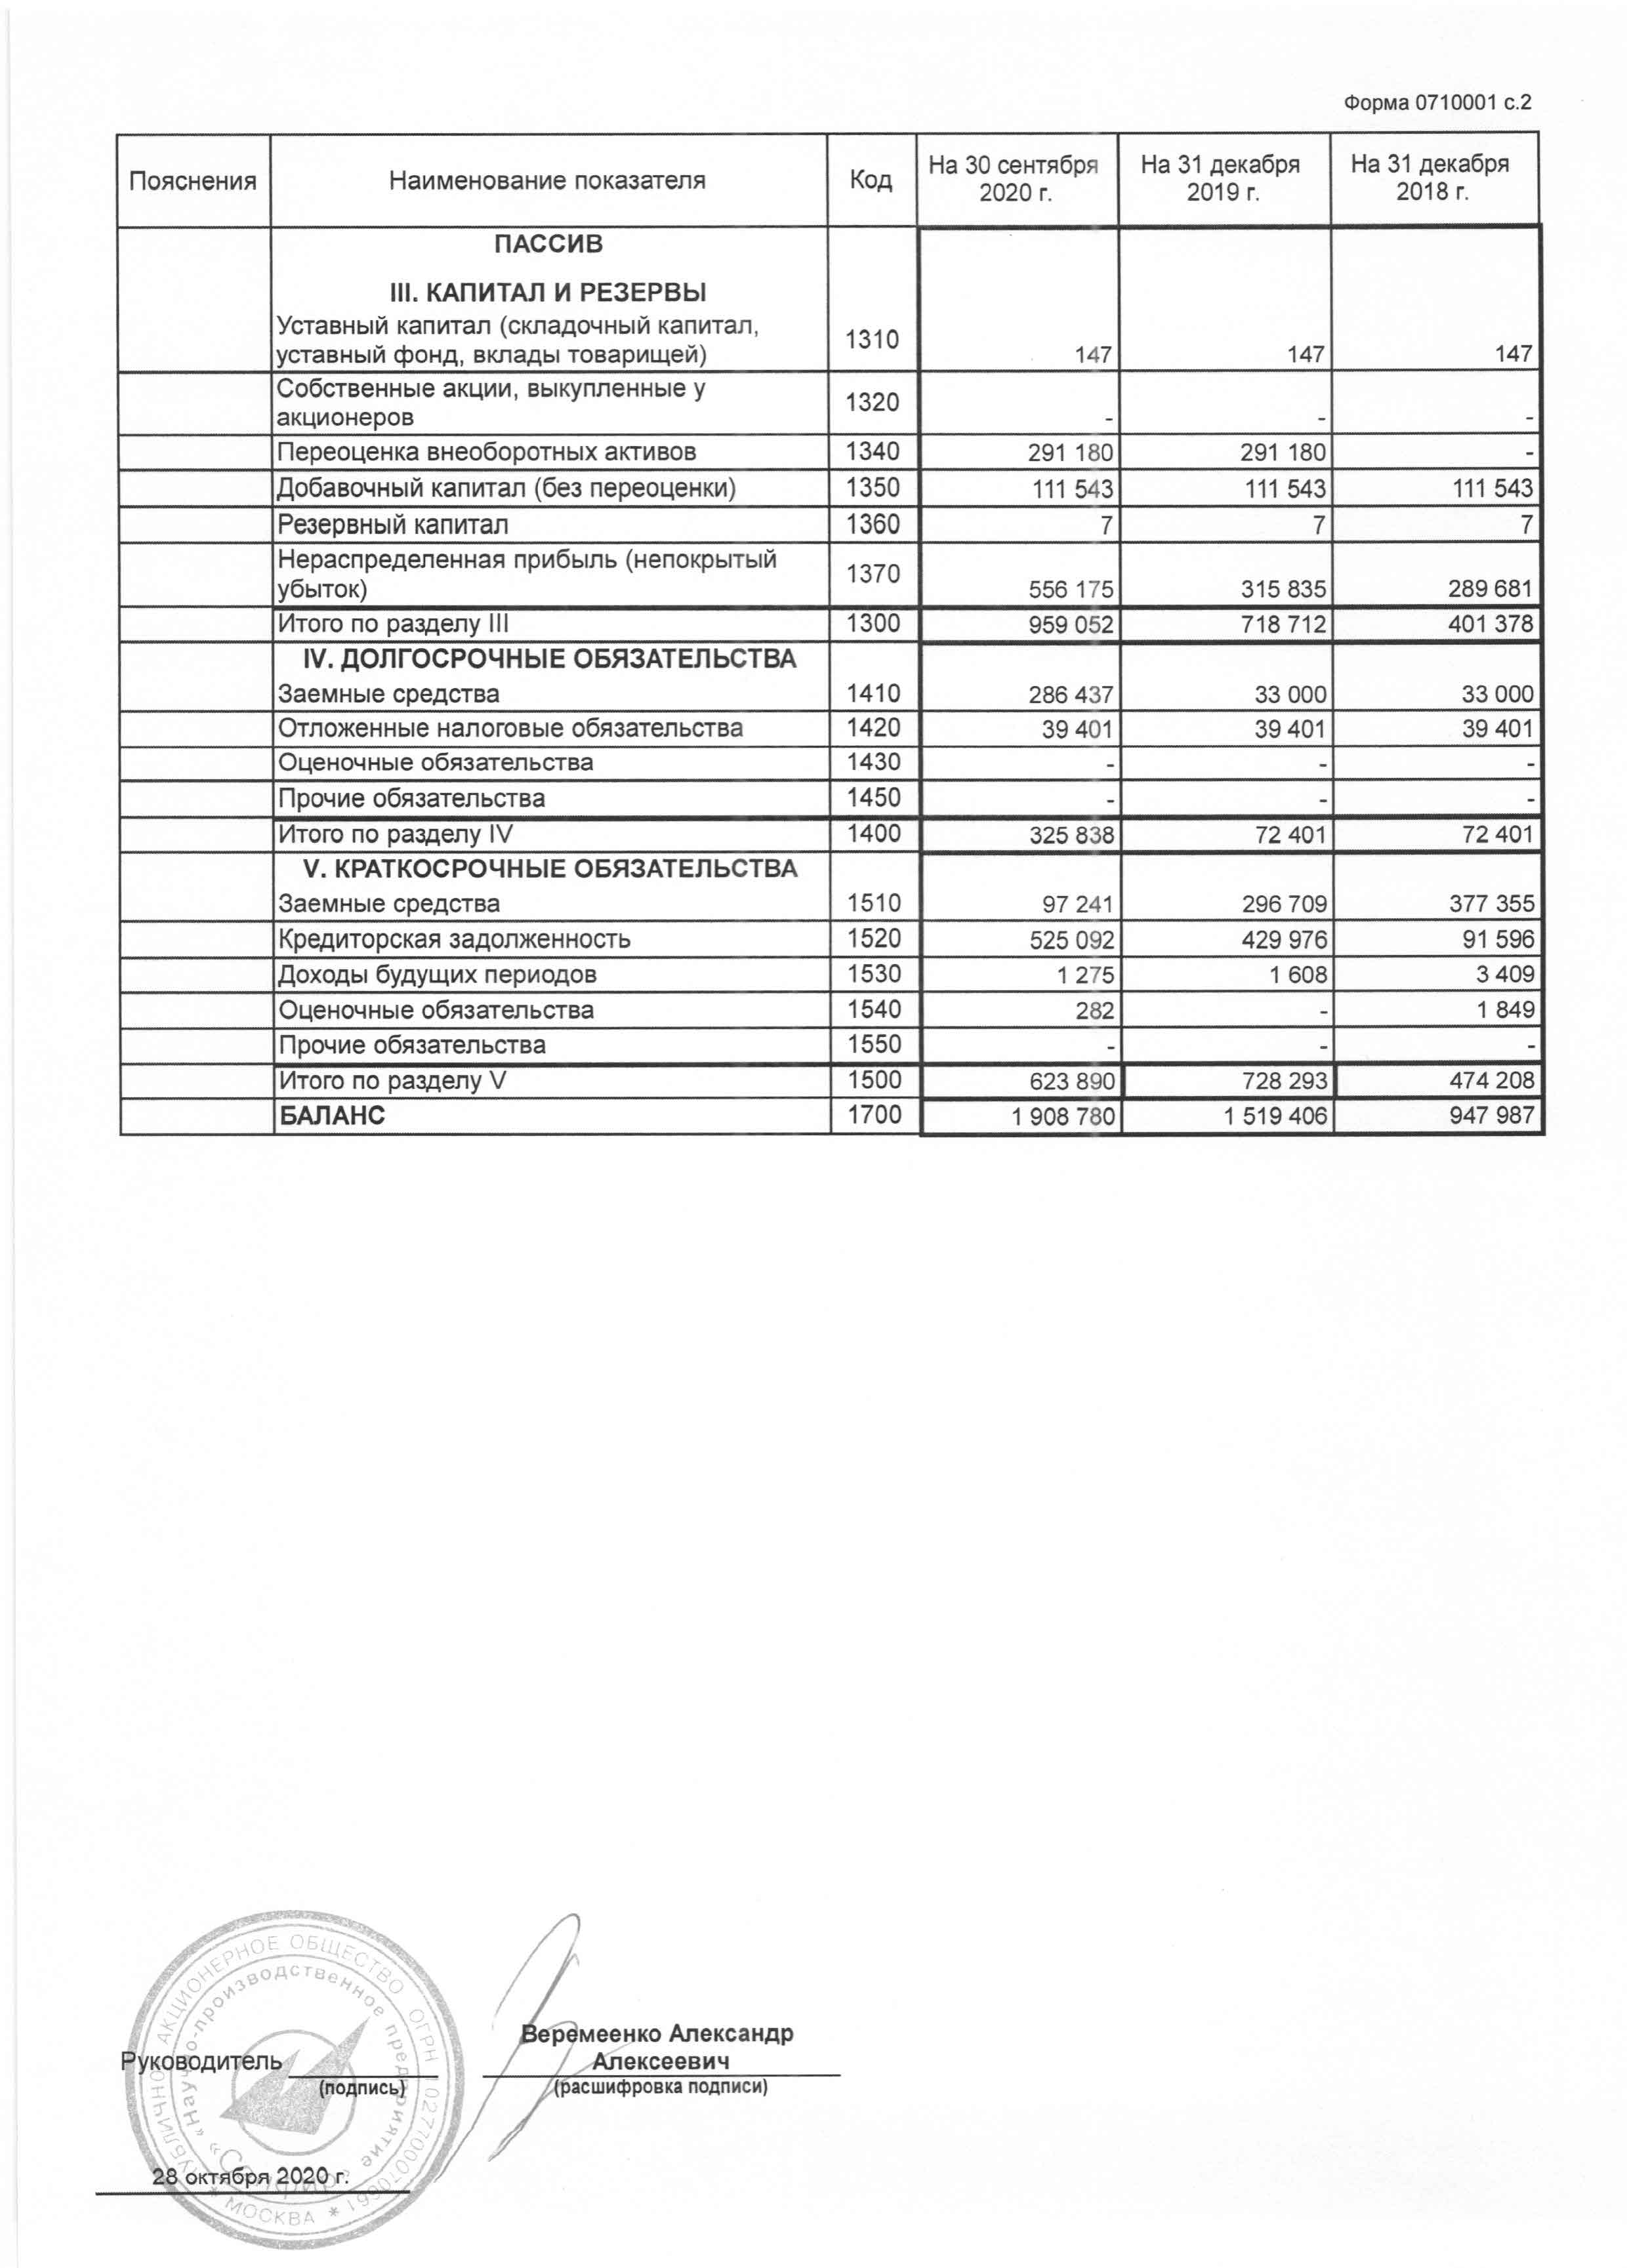 Форма 0710001 с.2
Пояснения Наименование показателя Код На 30 сентября 2020 г. На 31 декабря 2019 г. На 31 декабря 2018 г.
ПАССИВ
III. КАПИТАЛ И РЕЗЕРВЫ
Уставный капитал (складочный капитал,
уставный фонд, вклады товарищей) 1310 147 147 147
Собственные акции, выкупленные у
акционеров 1320 - - -
Переоценка внеоборотных активов 1340 291 180 291 180 -
Добавочный капитал (без переоценки) 1350 111 543 111 543 111 543
Резервный капитал 1360 7 7 7
Нераспределенная прибыль (непокрытый
убыток) 1370 556 175 315 835 289 681
Итого по разделу III 1300 959 052 718 712 401 378
IV. ДОЛГОСРОЧНЫЕ ОБЯЗАТЕЛЬСТВА
Заемные средства 1410 286 437 33 000 33 000
Отложенные налоговые обязательства 1420 39 401 39 401 39 401
Оценочные обязательства 1430 - - -
Прочие обязательства 1450 - - -
Итого по разделу IV 1400 325 838 72 401 72 401
V. КРАТКОСРОЧНЫЕ ОБЯЗАТЕЛЬСТВА
Заемные средства 1510 97 241 296 709 377 355
Кредиторская задолженность 1520 525 092 429 976 91 596
Доходы будущих периодов 1530 1 275 1 608 3 409
Оценочные обязательства 1540 282 - 1 849
Прочие обязательства 1550 - - -
Итого по разделу V 1500 623 890 728 293 474 208
БАЛАНС 1700 1 908 780 1 519 406 947 987
АКЦИОНЕРНОЕ ОБЩЕСТВО ОГРН 1027700070661
* МОСКВА *
«Научно-производственное предприятие
«Сапфир»
Веремеенко Александр
Руководитель Алексеевич
(подпись) (расшифровка подписи)
28 октября 2020 г.